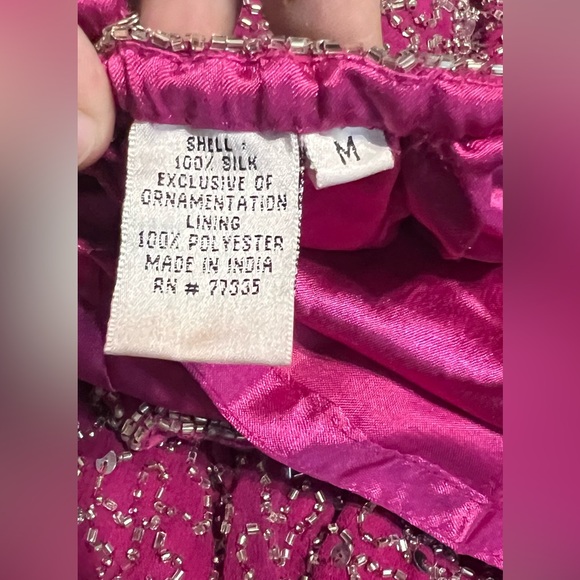 SHELL :
100% SILK
EXCLUSIVE OF
ORNAMENTATION
LINING
100% POLYESTER
MADE IN INDIA
RN # 77335
M